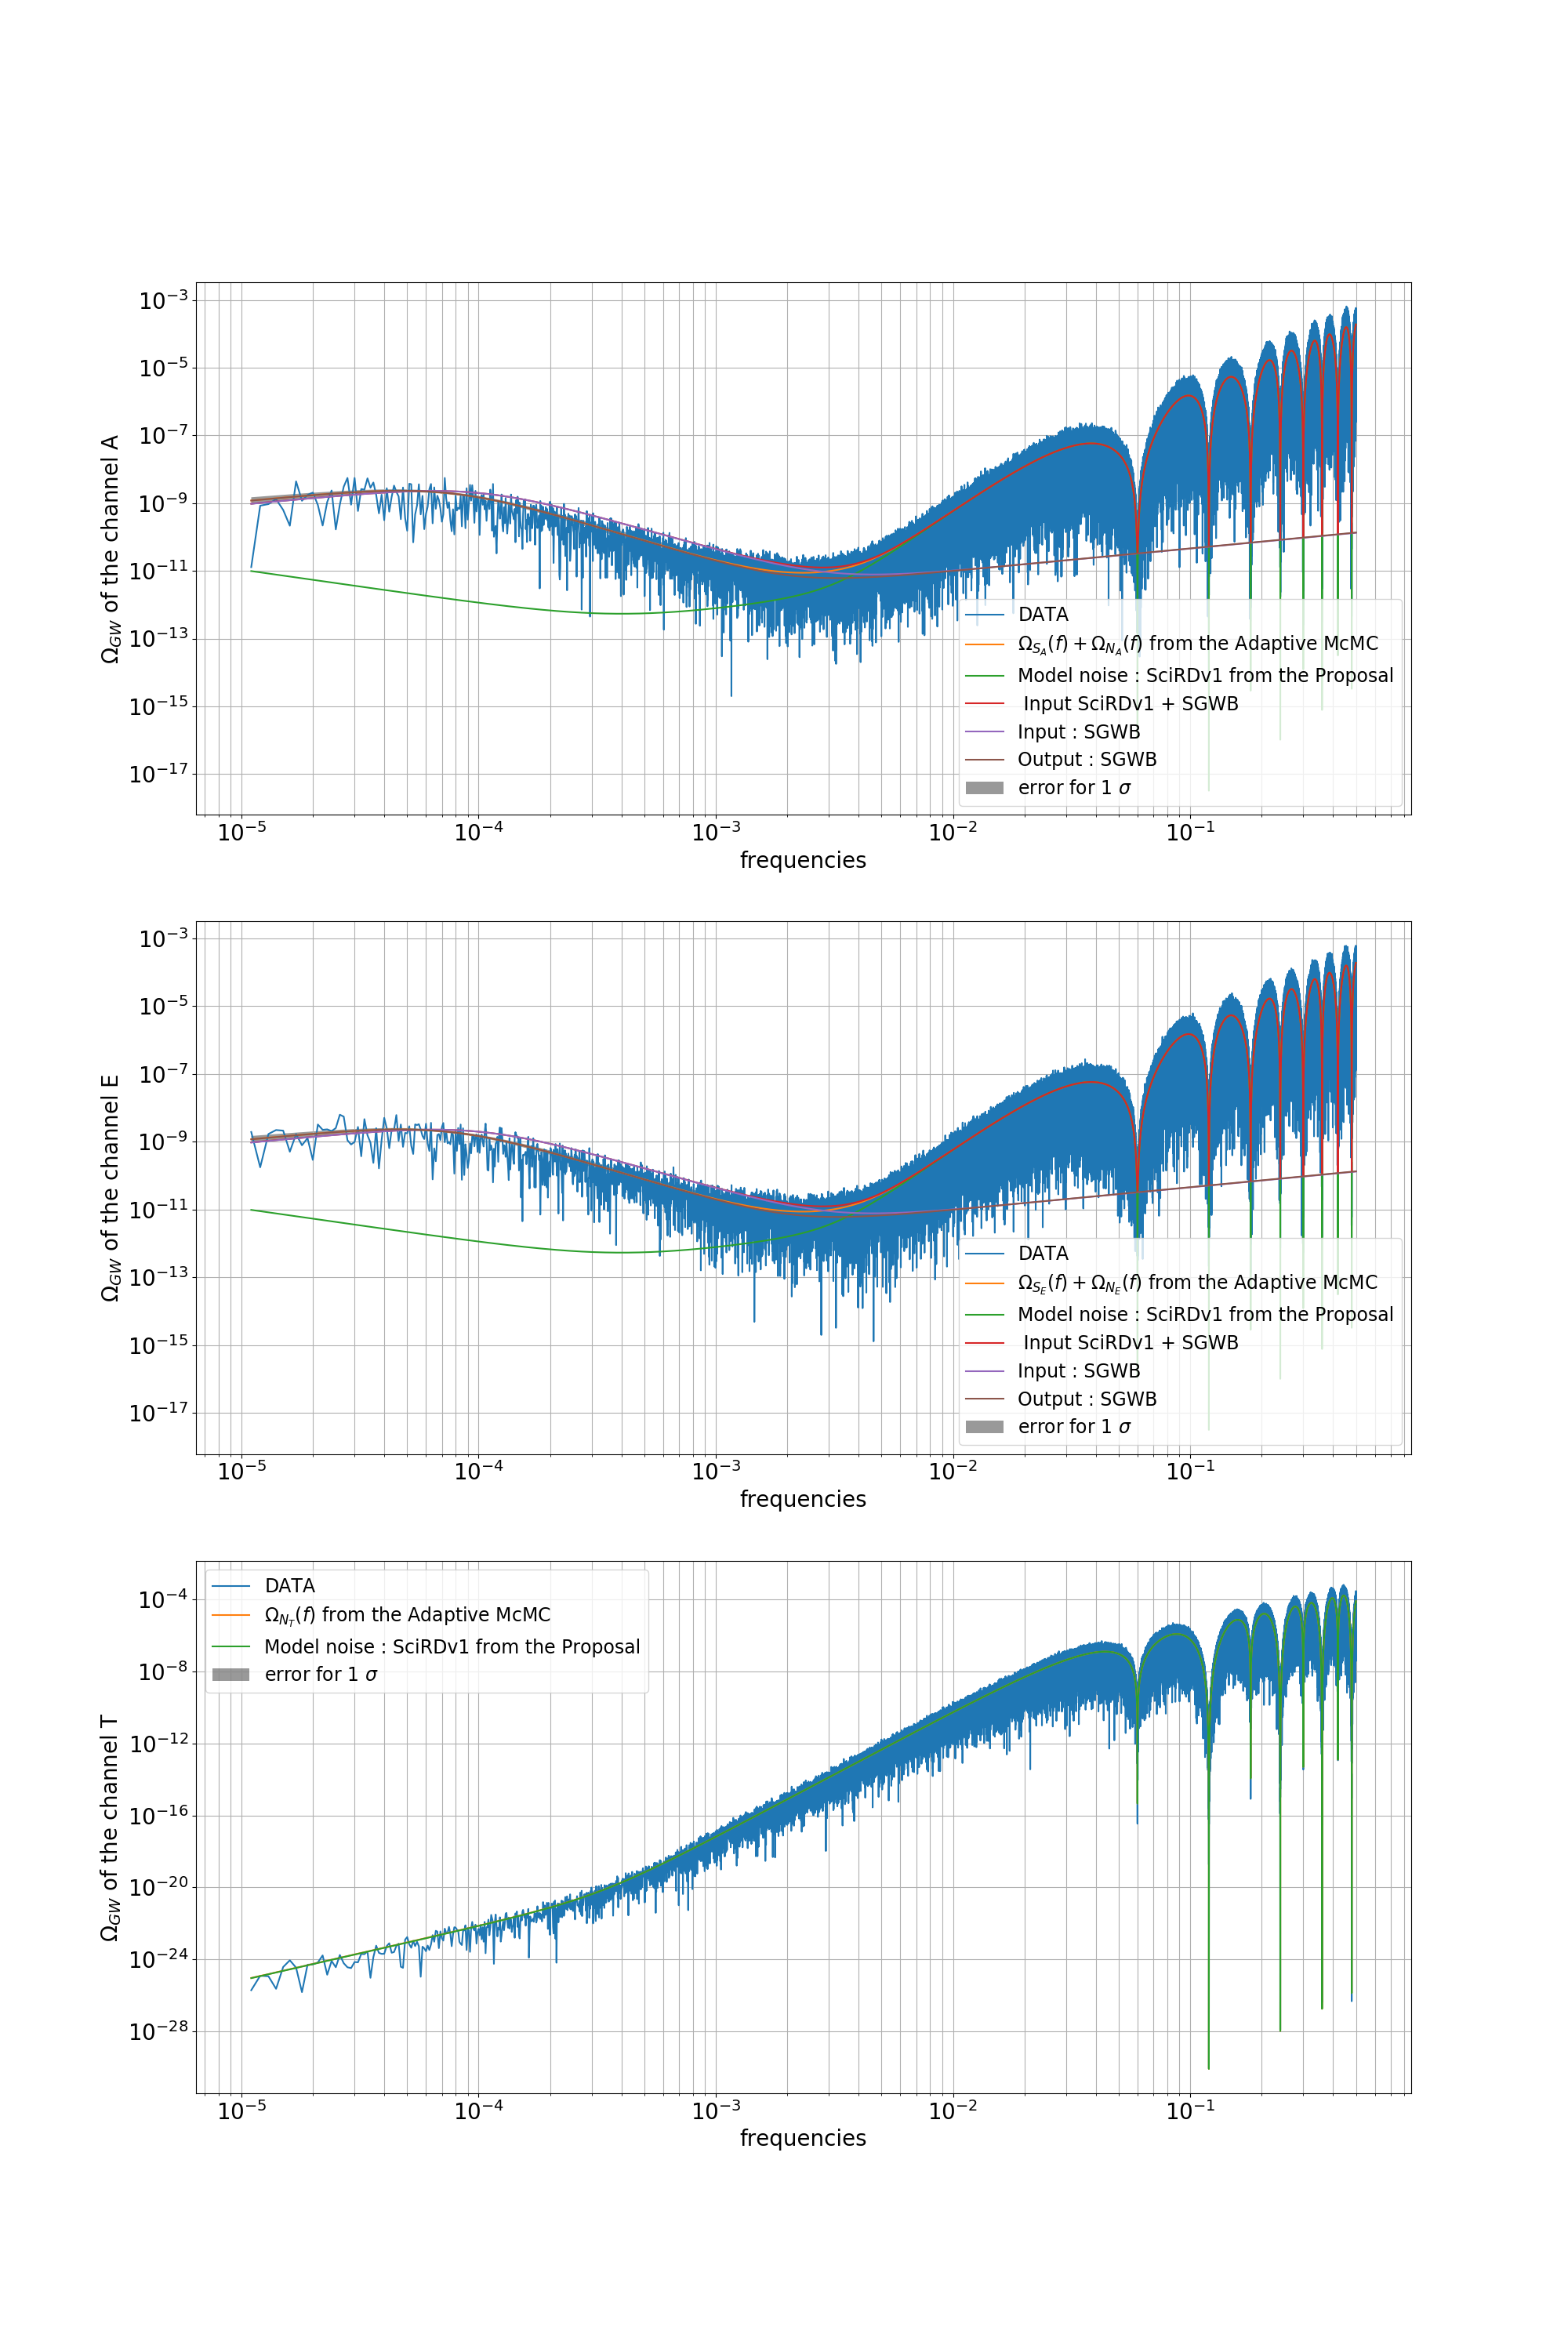 Ω_GW of the channel A
10⁻³
10⁻⁵
10⁻⁷
10⁻⁹
10⁻¹¹
10⁻¹³
10⁻¹⁵
10⁻¹⁷
DATA
Ω_{S_A}(f) + Ω_{N_A}(f) from the Adaptive McMC
Model noise : SciRDv1 from the Proposal
Input SciRDv1 + SGWB
Input : SGWB
Output : SGWB
error for 1 σ
10⁻⁵ 10⁻⁴ 10⁻³ 10⁻² 10⁻¹
frequencies
Ω_GW of the channel E
10⁻³
10⁻⁵
10⁻⁷
10⁻⁹
10⁻¹¹
10⁻¹³
10⁻¹⁵
10⁻¹⁷
DATA
Ω_{S_E}(f) + Ω_{N_E}(f) from the Adaptive McMC
Model noise : SciRDv1 from the Proposal
Input SciRDv1 + SGWB
Input : SGWB
Output : SGWB
error for 1 σ
10⁻⁵ 10⁻⁴ 10⁻³ 10⁻² 10⁻¹
frequencies
Ω_GW of the channel T
10⁻⁴
10⁻⁸
10⁻¹²
10⁻¹⁶
10⁻²⁰
10⁻²⁴
10⁻²⁸
DATA
Ω_{N_T}(f) from the Adaptive McMC
Model noise : SciRDv1 from the Proposal
error for 1 σ
10⁻⁵ 10⁻⁴ 10⁻³ 10⁻² 10⁻¹
frequencies